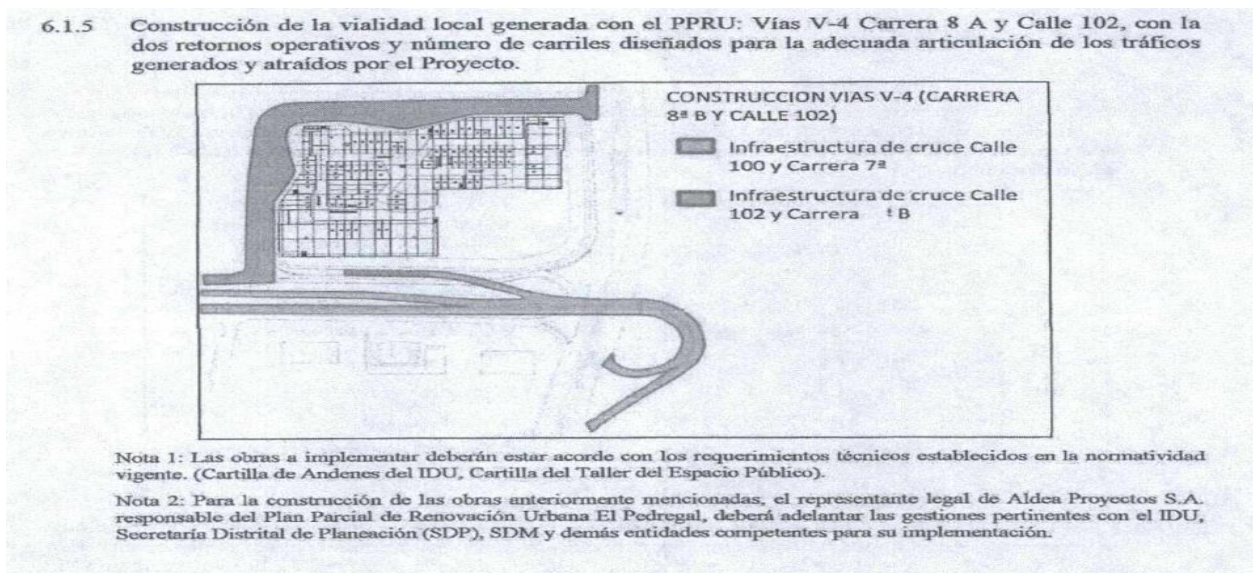 6.1.5 Construcción de la vialidad local generada con el PPRU: Vías V-4 Carrera 8 A y Calle 102, con la
dos retornos operativos y número de carriles diseñados para la adecuada articulación de los tráficos
generados y atraídos por el Proyecto.
CONSTRUCCION VIAS V-4 (CARRERA
8ª B Y CALLE 102)
Infraestructura de cruce Calle
100 y Carrera 7ª
Infraestructura de cruce Calle
102 y Carrera B
Nota 1: Las obras a implementar deberán estar acorde con los requerimientos técnicos establecidos en la normatividad
vigente. (Cartilla de Andenes del IDU, Cartilla del Taller del Espacio Público).
Nota 2: Para la construcción de las obras anteriormente mencionadas, el representante legal de Aldea Proyectos S.A.
responsable del Plan Parcial de Renovación Urbana El Pedregal, deberá adelantar las gestiones pertinentes con el IDU,
Secretaría Distrital de Planeación (SDP), SDM y demás entidades competentes para su implementación.